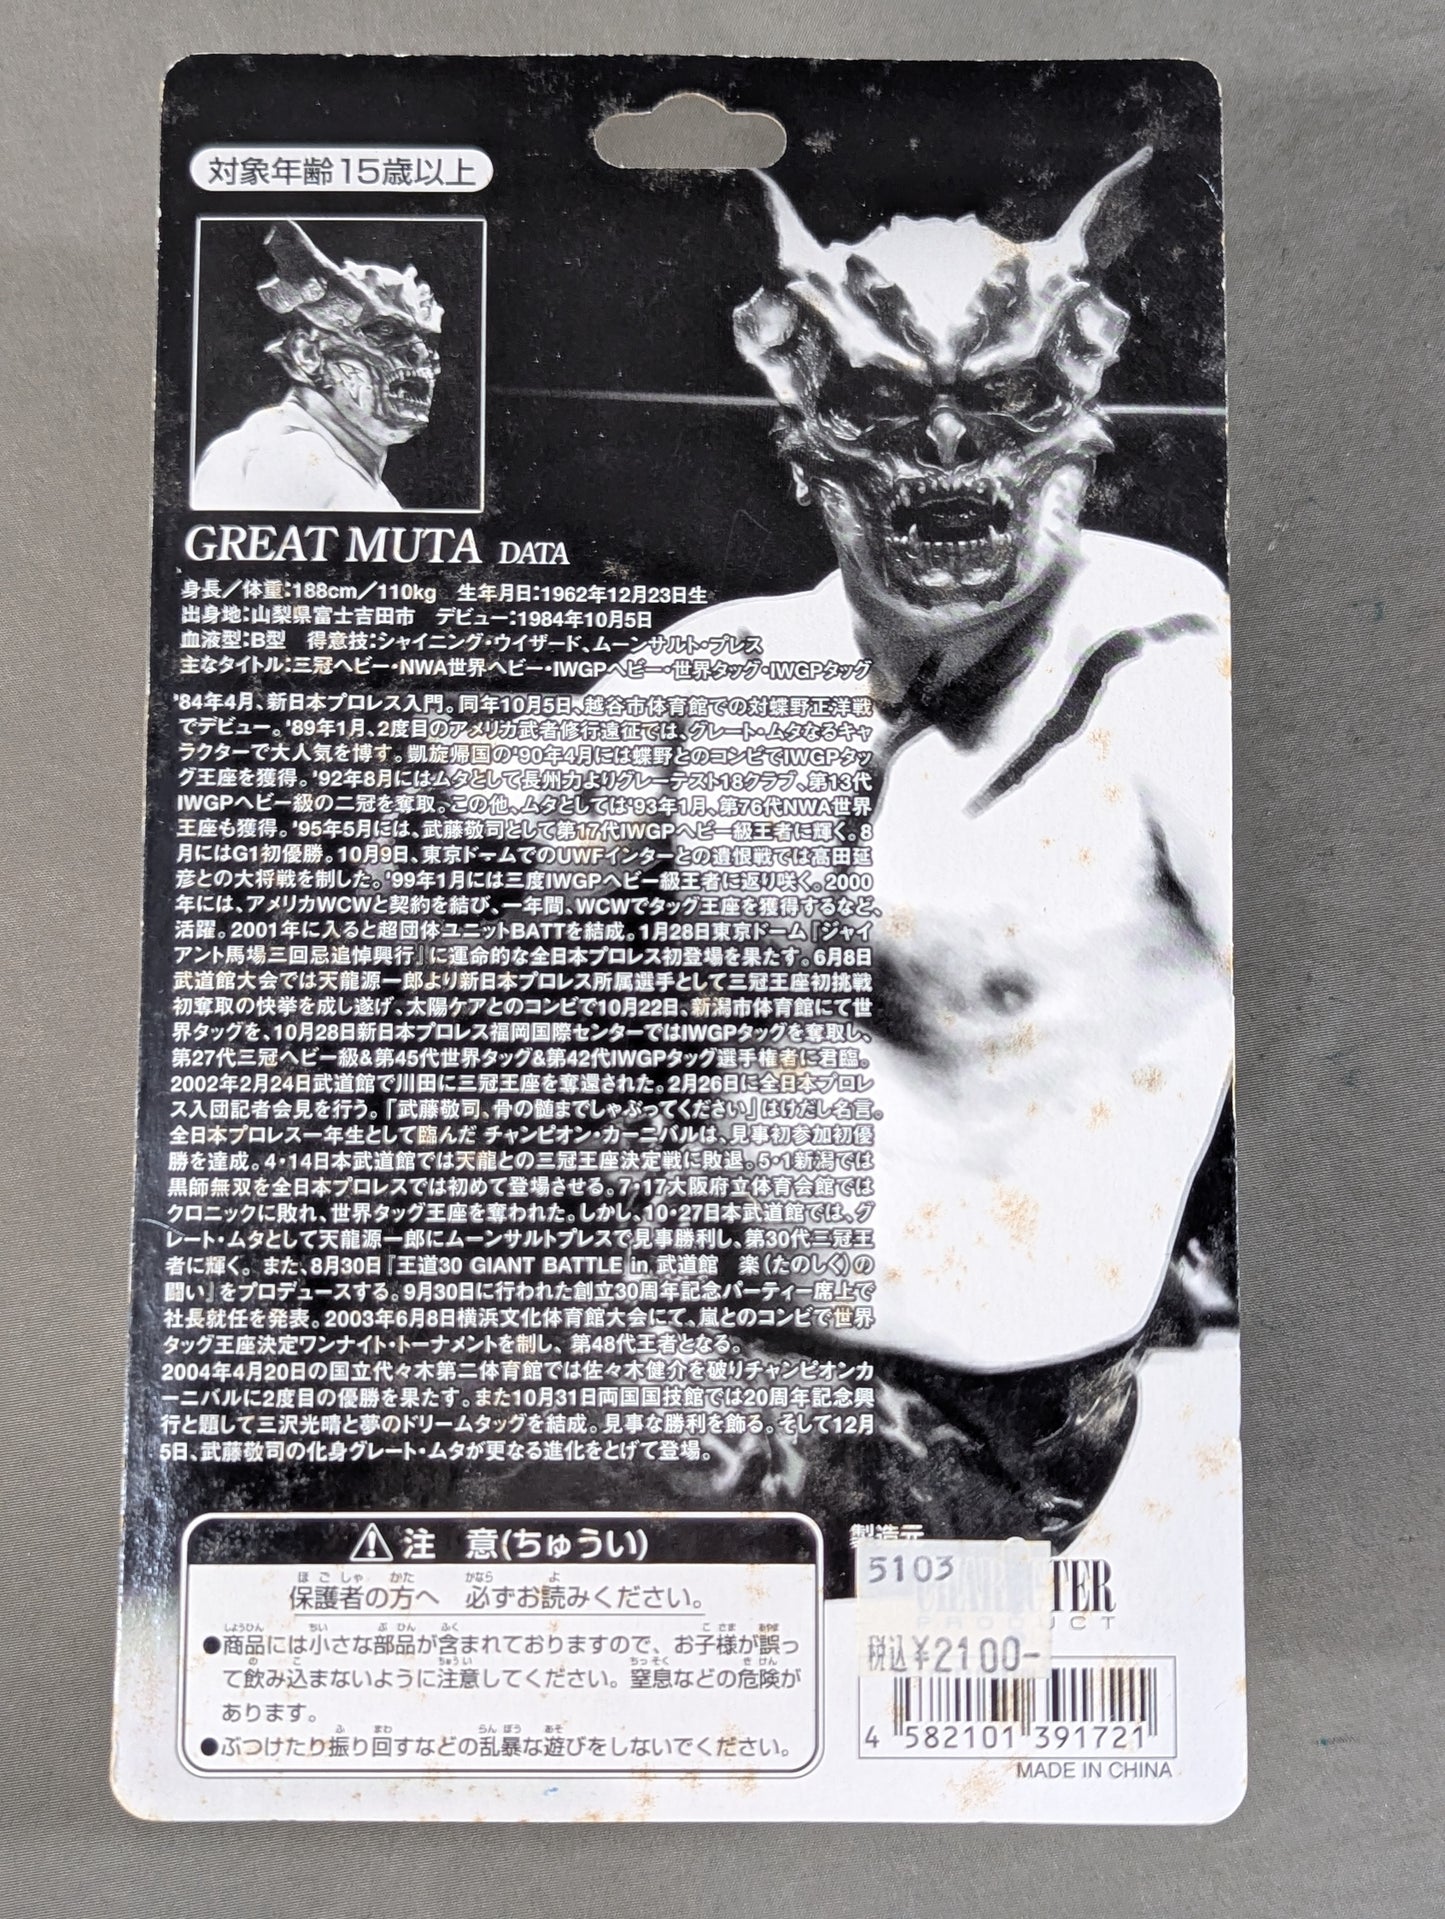 対象年齢15歳以上
GREAT MUTA DATA
身長／体重:188cm／110kg　生年月日:1962年12月23日生
出身地:山梨県富士吉田市　デビュー:1984年10月5日
血液型:B型　得意技:シャイニング・ウイザード、ムーンサルト・プレス
主なタイトル:三冠ヘビー・NWA世界ヘビー・IWGPヘビー・世界タッグ・IWGPタッグ
'84年4月、新日本プロレス入門。同年10月5日、越谷市体育館での対蝶野正洋戦
でデビュー。'89年1月、2度目のアメリカ武者修行遠征では、グレート・ムタなるキャ
ラクターで大人気を博す。凱旋帰国の'90年4月には蝶野とのコンビでIWGPタッ
グ王座を獲得。'92年8月にはムタとして長州力よりグレーテスト18クラブ、第13代
IWGPヘビー級の二冠を奪取。この他、ムタとしては'93年1月、第76代NWA世界
王座も獲得。'95年5月には、武藤敬司として第17代IWGPヘビー級王者に輝く。8
月にはG1初優勝。10月9日、東京ドームでのUWFインターとの遺恨戦では高田延
彦との大将戦を制した。'99年1月には三度IWGPヘビー級王者に返り咲く。2000
年には、アメリカWCWと契約を結び、一年間、WCWでタッグ王座を獲得するなど、
活躍。2001年に入ると超団体ユニットBATTを結成。1月28日東京ドーム『ジャイ
アント馬場三回忌追悼興行』に運命的な全日本プロレス初登場を果たす。6月8日
武道館大会では天龍源一郎より新日本プロレス所属選手として三冠王座初挑戦
初奪取の快挙を成し遂げ、太陽ケアとのコンビで10月22日、新潟市体育館にて世
界タッグを、10月28日新日本プロレス福岡国際センターではIWGPタッグを奪取し、
第27代三冠ヘビー級&第45代世界タッグ&第42代IWGPタッグ選手権者に君臨。
2002年2月24日武道館で川田に三冠王座を奪還された。2月26日に全日本プロレ
ス入団記者会見を行う。「武藤敬司、骨の髄までしゃぶってください」はけだし名言。
全日本プロレス一年生として臨んだ チャンピオン・カーニバルは、見事初参加初優
勝を達成。4・14日本武道館では天龍との三冠王座決定戦に敗退。5・1新潟では
黒師無双を全日本プロレスでは初めて登場させる。7・17大阪府立体育会館では
クロニックに敗れ、世界タッグ王座を奪われた。しかし、10・27日本武道館では、グ
レート・ムタとして天龍源一郎にムーンサルトプレスで見事勝利し、第30代三冠王
者に輝く。また、8月30日『王道30 GIANT BATTLE in 武道館　楽(たのしく)の
闘い』をプロデュースする。9月30日に行われた創立30周年記念パーティー席上で
社長就任を発表。2003年6月8日横浜文化体育館大会にて、嵐とのコンビで世界
タッグ王座決定ワンナイト・トーナメントを制し、第48代王者となる。
2004年4月20日の国立代々木第二体育館では佐々木健介を破りチャンピオンカ
ーニバルに2度目の優勝を果たす。また10月31日両国国技館では20周年記念興
行と題して三沢光晴と夢のドリームタッグを結成。見事な勝利を飾る。そして12月
5日、武藤敬司の化身グレート・ムタが更なる進化をとげて登場。
注　意(ちゅうい)
ほごしゃ　かた　かなら　よ
保護者の方へ　必ずお読みください。
しょうひん　ちい　ぶひん　ふく　こさま　あやま
●商品には小さな部品が含まれておりますので、お子様が誤っ
の　こ　ちゅうい　ちっそく　きけん
て飲み込まないように注意してください。窒息などの危険が
あります。
ふ　まわ　らんぼう　あそ
●ぶつけたり振り回すなどの乱暴な遊びをしないでください。
製造元
5103
CHARACTER
PRODUCT
税込¥2100-
4 582101 391721
MADE IN CHINA